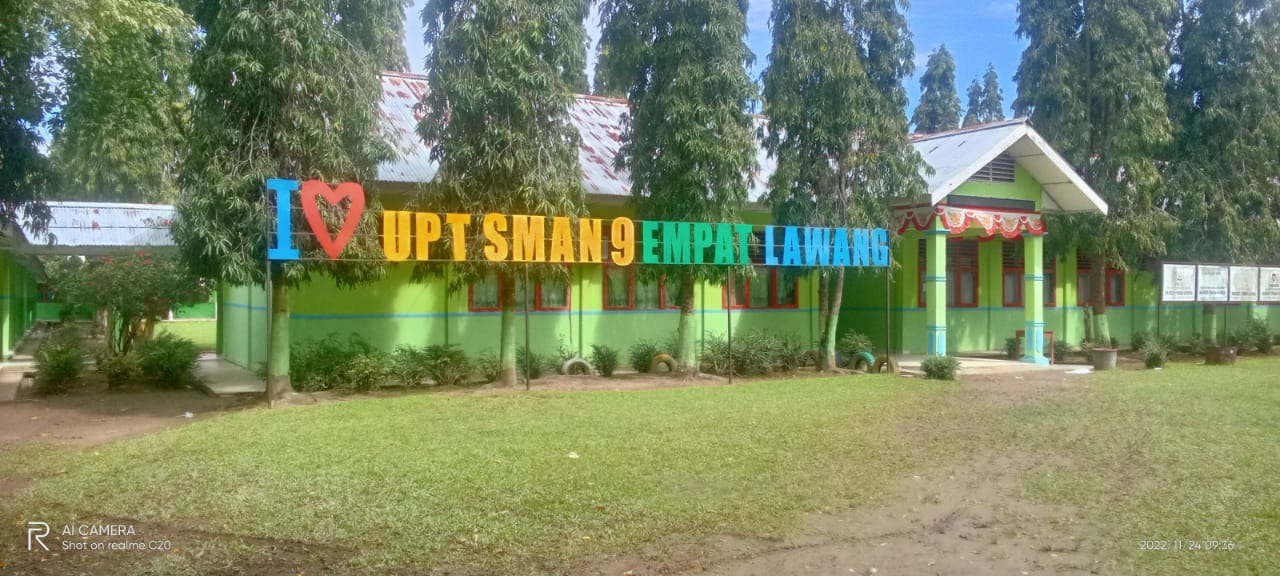 I ❤ UPT SMAN 9 EMPAT LAWANG
AI CAMERA
Shot on realme C20
2022/11/24 09:36